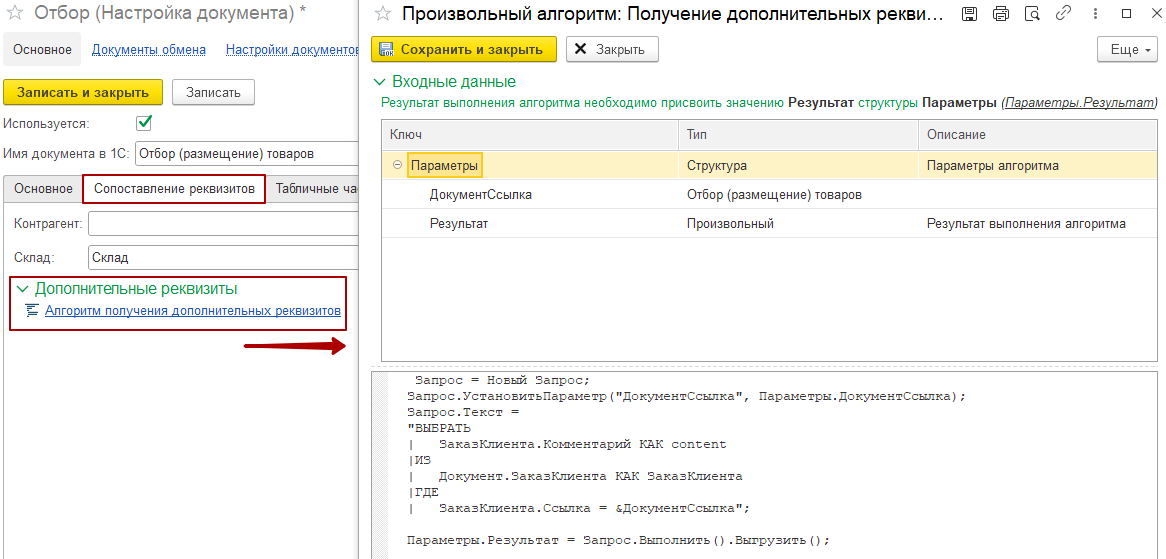 Отбор (Настройка документа) *
Основное Документы обмена Настройки документов
Записать и закрыть Записать
Используется:
Имя документа в 1С: Отбор (размещение) товаров
Основное Сопоставление реквизитов Табличные ча
Контрагент:
Склад: Склад
Дополнительные реквизиты
Алгоритм получения дополнительных реквизитов
Произвольный алгоритм: Получение дополнительных рекви...
Сохранить и закрыть Закрыть Еще
Входные данные
Результат выполнения алгоритма необходимо присвоить значению Результат структуры Параметры (Параметры.Результат)
Ключ Тип Описание
Параметры Структура Параметры алгоритма
ДокументСсылка Отбор (размещение) товаров
Результат Произвольный Результат выполнения алгоритма
Запрос = Новый Запрос;
Запрос.УстановитьПараметр("ДокументСсылка", Параметры.ДокументСсылка);
Запрос.Текст =
"ВЫБРАТЬ
| ЗаказКлиента.Комментарий КАК content
|ИЗ
| Документ.ЗаказКлиента КАК ЗаказКлиента
|ГДЕ
| ЗаказКлиента.Ссылка = &ДокументСсылка";
Параметры.Результат = Запрос.Выполнить().Выгрузить();